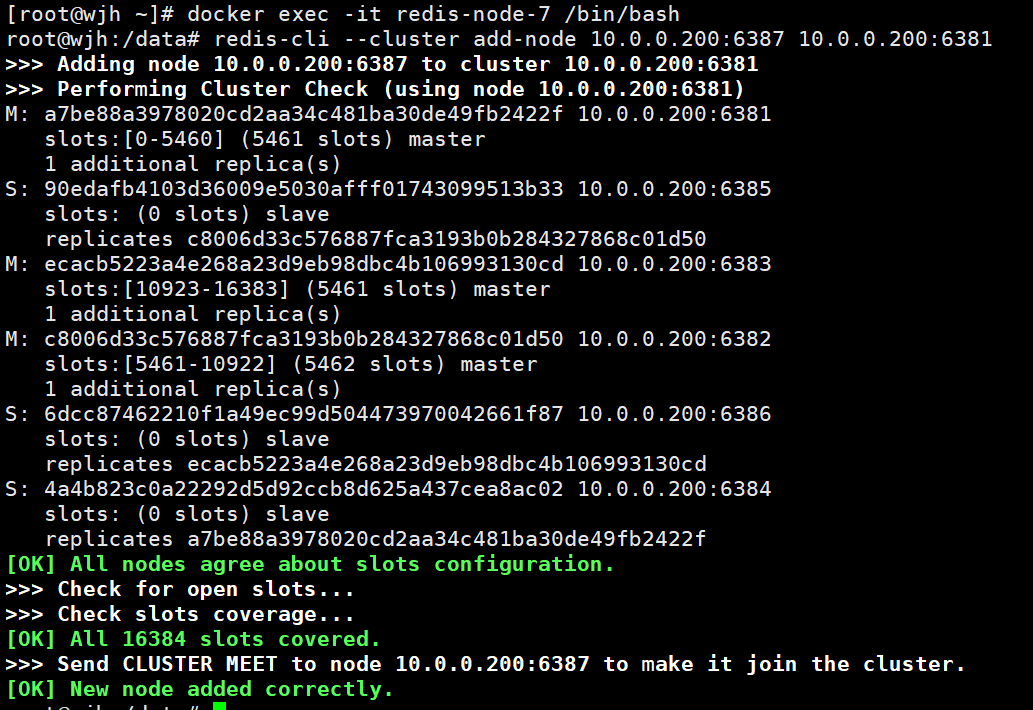 [root@wjh ~]# docker exec -it redis-node-7 /bin/bash
root@wjh:/data# redis-cli --cluster add-node 10.0.0.200:6387 10.0.0.200:6381
>>> Adding node 10.0.0.200:6387 to cluster 10.0.0.200:6381
>>> Performing Cluster Check (using node 10.0.0.200:6381)
M: a7be88a3978020cd2aa34c481ba30de49fb2422f 10.0.0.200:6381
   slots:[0-5460] (5461 slots) master
   1 additional replica(s)
S: 90edafb4103d36009e5030afff01743099513b33 10.0.0.200:6385
   slots: (0 slots) slave
   replicates c8006d33c576887fca3193b0b284327868c01d50
M: ecacb5223a4e268a23d9eb98dbc4b106993130cd 10.0.0.200:6383
   slots:[10923-16383] (5461 slots) master
   1 additional replica(s)
M: c8006d33c576887fca3193b0b284327868c01d50 10.0.0.200:6382
   slots:[5461-10922] (5462 slots) master
   1 additional replica(s)
S: 6dcc87462210f1a49ec99d504473970042661f87 10.0.0.200:6386
   slots: (0 slots) slave
   replicates ecacb5223a4e268a23d9eb98dbc4b106993130cd
S: 4a4b823c0a22292d5d92ccb8d625a437cea8ac02 10.0.0.200:6384
   slots: (0 slots) slave
   replicates a7be88a3978020cd2aa34c481ba30de49fb2422f
[OK] All nodes agree about slots configuration.
>>> Check for open slots...
>>> Check slots coverage...
[OK] All 16384 slots covered.
>>> Send CLUSTER MEET to node 10.0.0.200:6387 to make it join the cluster.
[OK] New node added correctly.